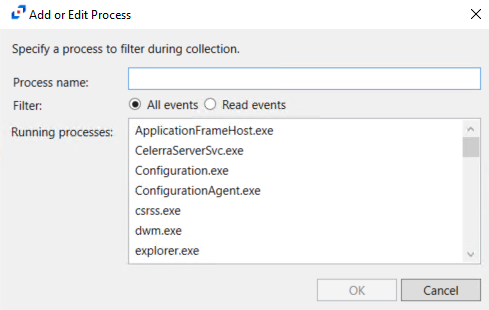 Add or Edit Process
Specify a process to filter during collection.
Process name:
Filter: All events Read events
Running processes:
ApplicationFrameHost.exe
CelerraServerSvc.exe
Configuration.exe
ConfigurationAgent.exe
csrss.exe
dwm.exe
explorer.exe
OK Cancel